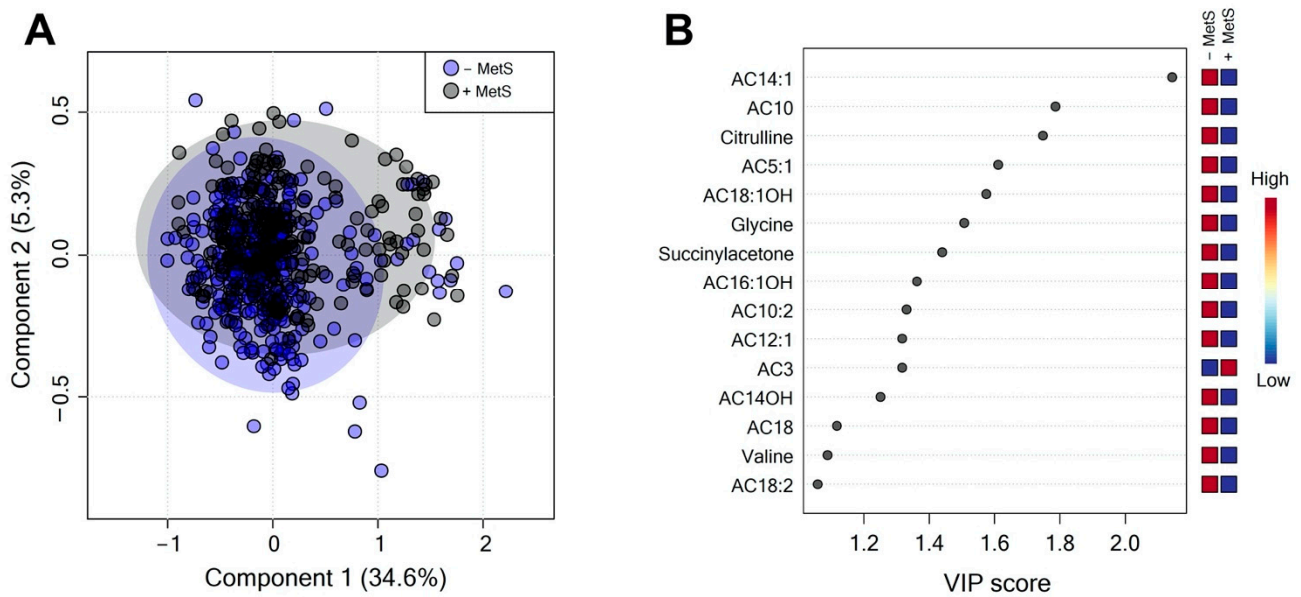 A
− MetS
+ MetS
0.5
0.0
−0.5
Component 2 (5.3%)
−1
0
1
2
Component 1 (34.6%)
B
− MetS
+ MetS
AC14:1
AC10
Citrulline
AC5:1
AC18:1OH
Glycine
Succinylacetone
AC16:1OH
AC10:2
AC12:1
AC3
AC14OH
AC18
Valine
AC18:2
High
Low
1.2
1.4
1.6
1.8
2.0
VIP score